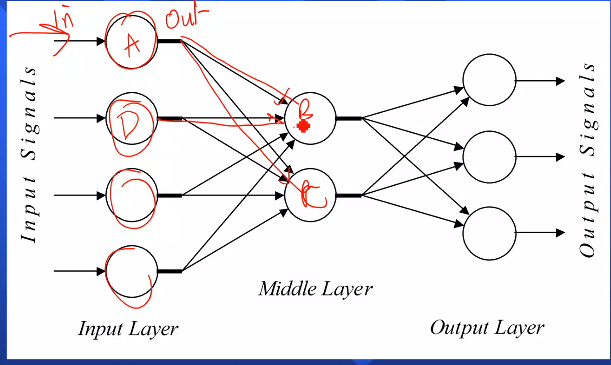 In
Out
A
B
D
C
Input Signals
Output Signals
Middle Layer
Input Layer
Output Layer